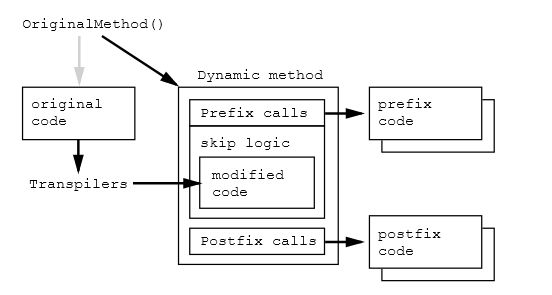 OriginalMethod()
Dynamic method
original
code
Prefix calls
prefix
code
skip logic
modified
code
Transpilers
Postfix calls
postfix
code